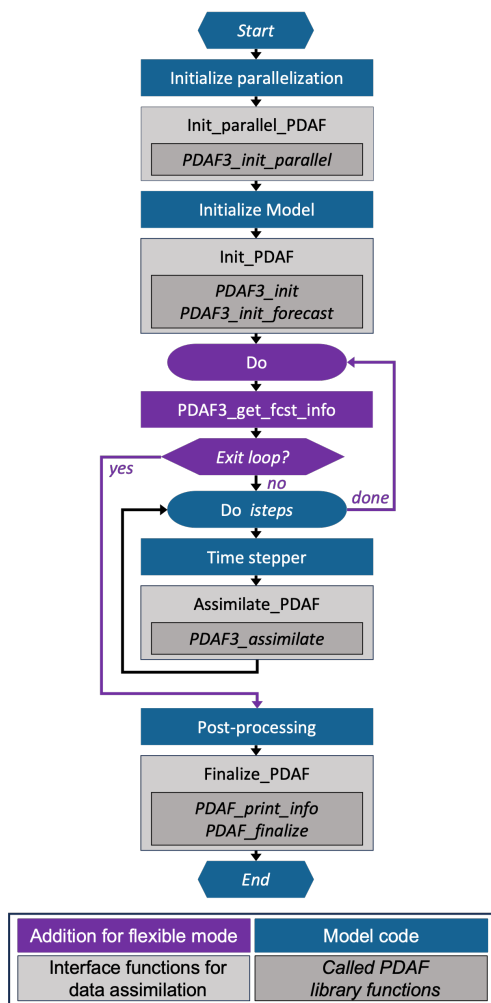 Start
Initialize parallelization
Init_parallel_PDAF
PDAF3_init_parallel
Initialize Model
Init_PDAF
PDAF3_init
PDAF3_init_forecast
Do
PDAF3_get_fcst_info
Exit loop?
yes
no
done
Do isteps
Time stepper
Assimilate_PDAF
PDAF3_assimilate
Post-processing
Finalize_PDAF
PDAF_print_info
PDAF_finalize
End
Addition for flexible mode
Model code
Interface functions for
data assimilation
Called PDAF
library functions